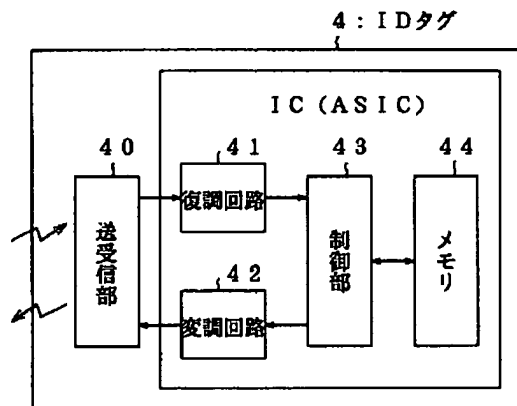 4：IDタグ
IC（ASIC）
40
41
43
44
送受信部
復調回路
制御部
メモリ
42
変調回路